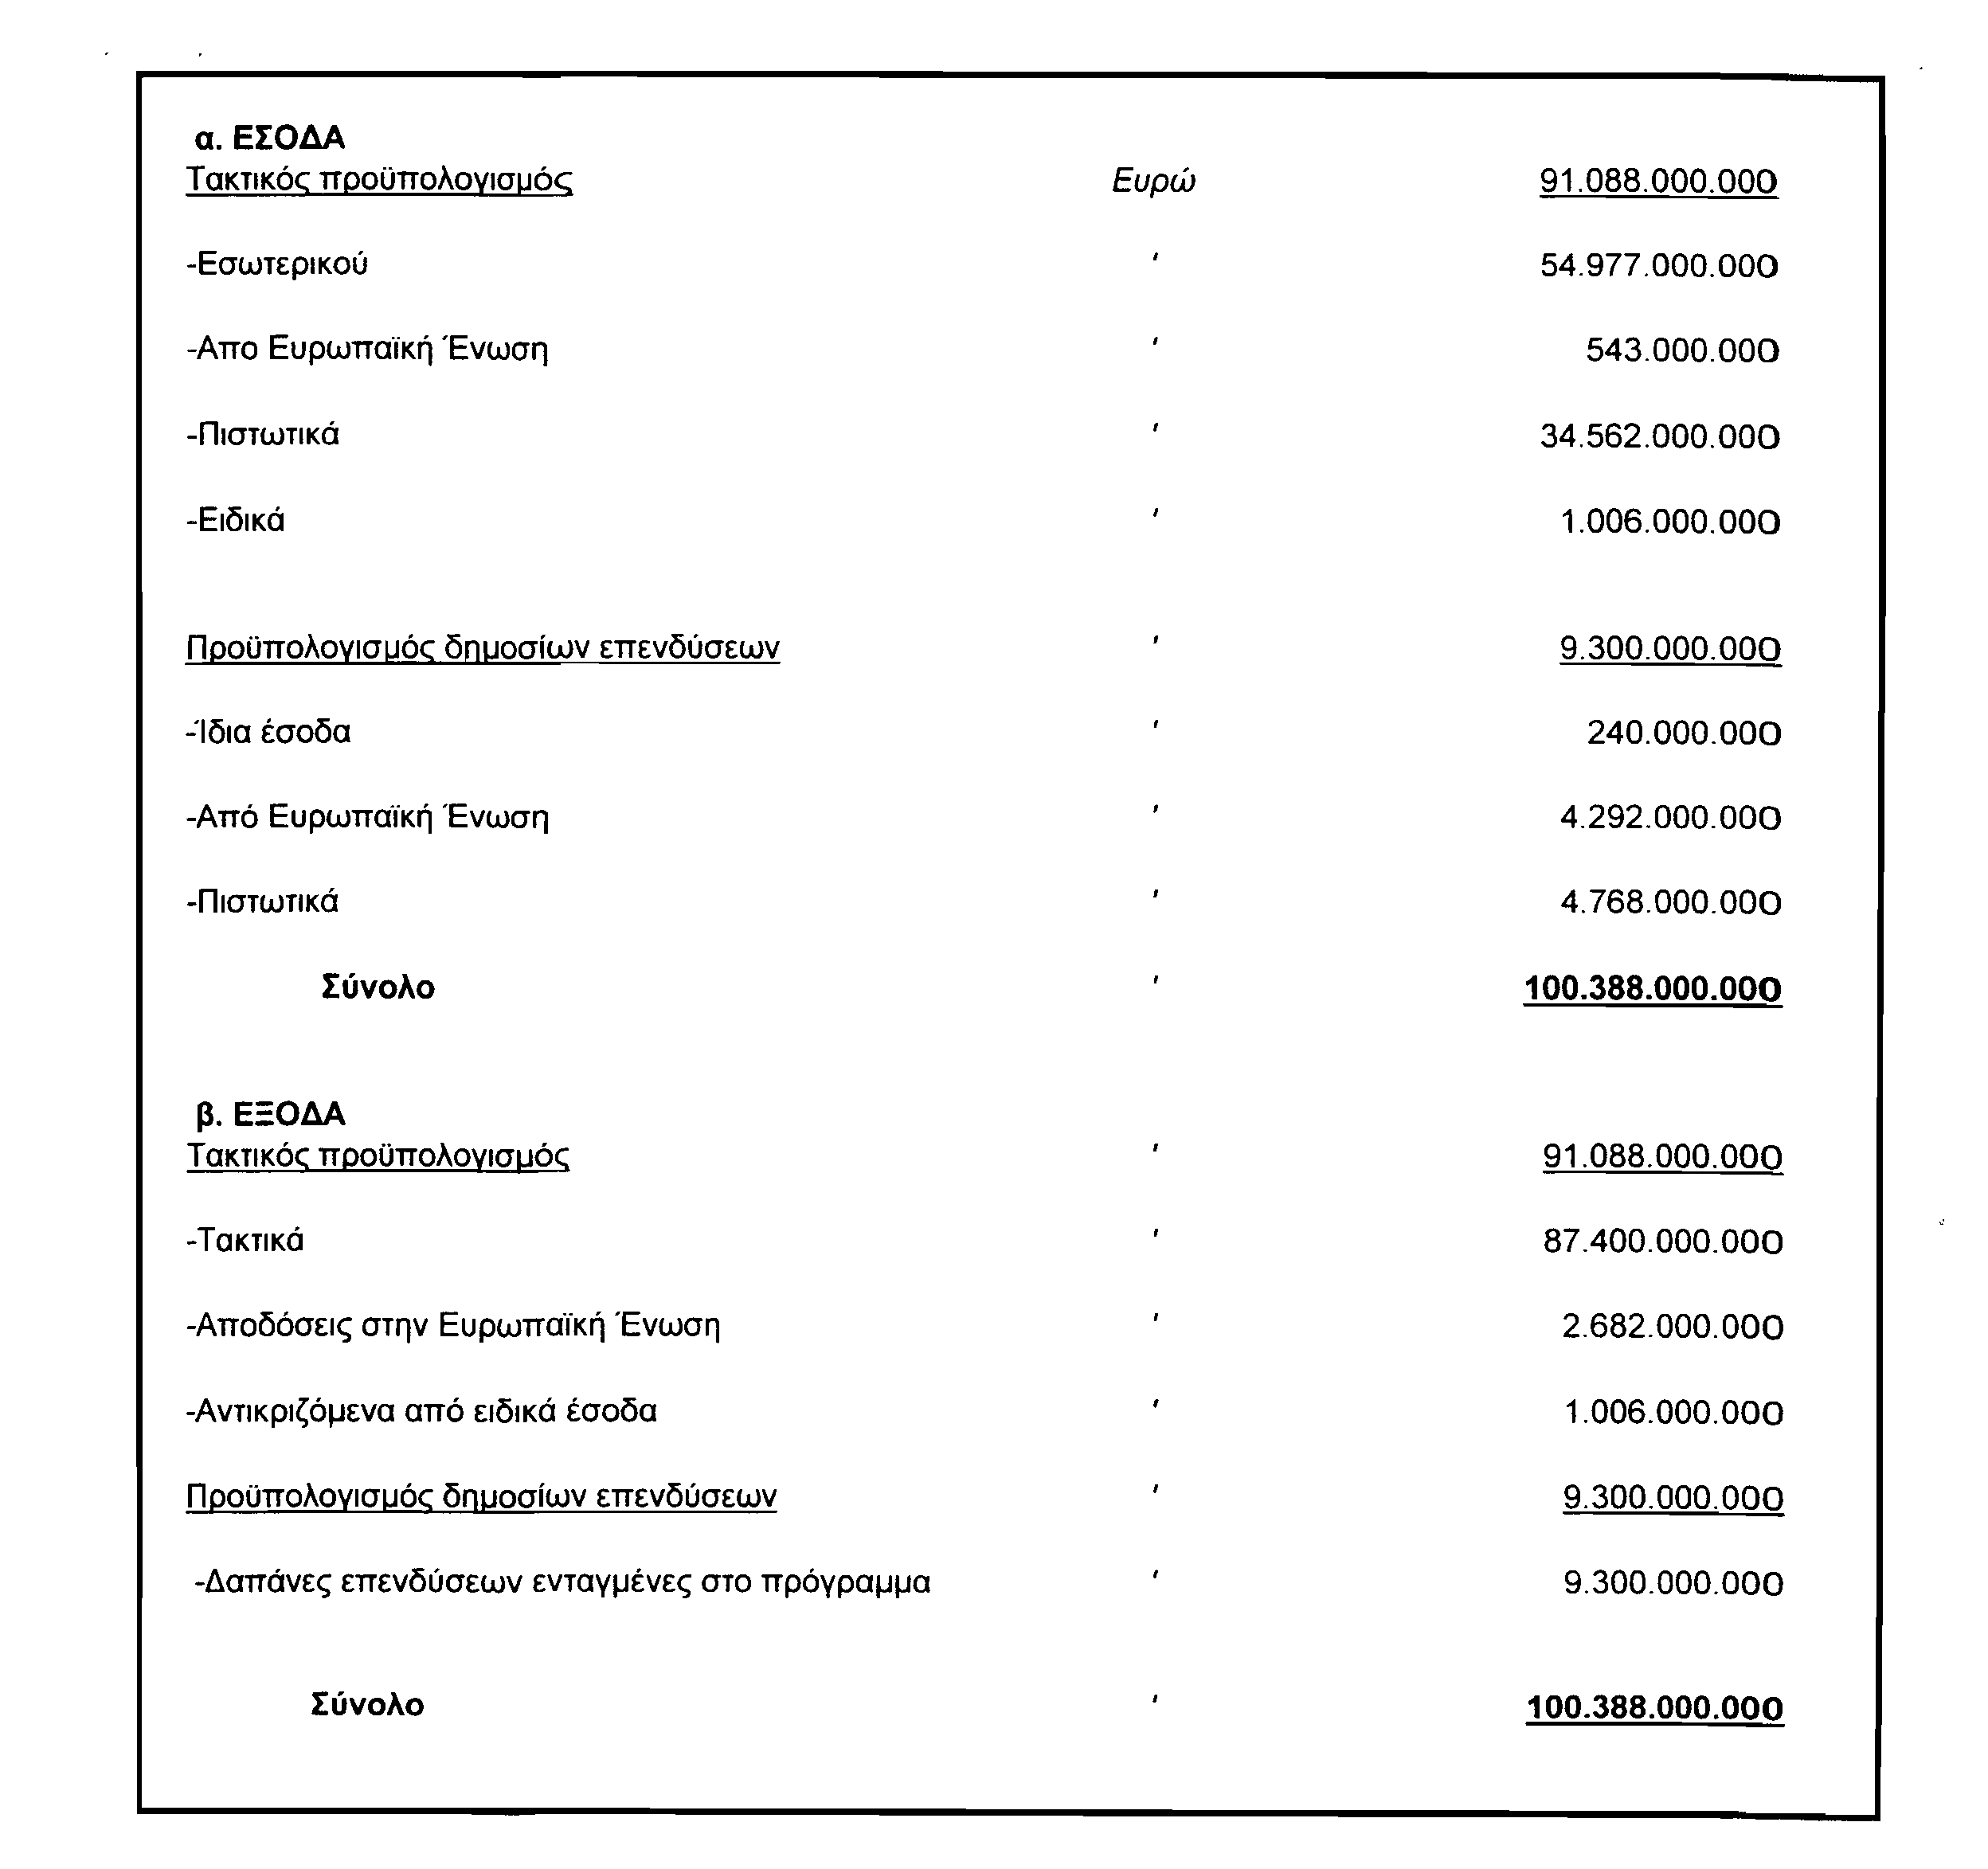 α. ΕΣΟΔΑ
Τακτικός προϋπολογισμός Ευρώ 91.088.000.000
-Εσωτερικού ' 54.977.000.000
-Απο Ευρωπαϊκή Ένωση ' 543.000.000
-Πιστωτικά ' 34.562.000.000
-Ειδικά ' 1.006.000.000
Προϋπολογισμός δημοσίων επενδύσεων ' 9.300.000.000
-Ίδια έσοδα ' 240.000.000
-Από Ευρωπαϊκή Ένωση ' 4.292.000.000
-Πιστωτικά ' 4.768.000.000
Σύνολο ' 100.388.000.000
β. ΕΞΟΔΑ
Τακτικός προϋπολογισμός ' 91.088.000.000
-Τακτικά ' 87.400.000.000
-Αποδόσεις στην Ευρωπαϊκή Ένωση ' 2.682.000.000
-Αντικριζόμενα από ειδικά έσοδα ' 1.006.000.000
Προϋπολογισμός δημοσίων επενδύσεων ' 9.300.000.000
-Δαπάνες επενδύσεων ενταγμένες στο πρόγραμμα ' 9.300.000.000
Σύνολο ' 100.388.000.000